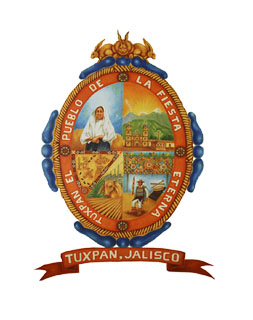 TUXPAN EL PUEBLO DE LA FIESTA ETERNA
TUXPAN, JALISCO